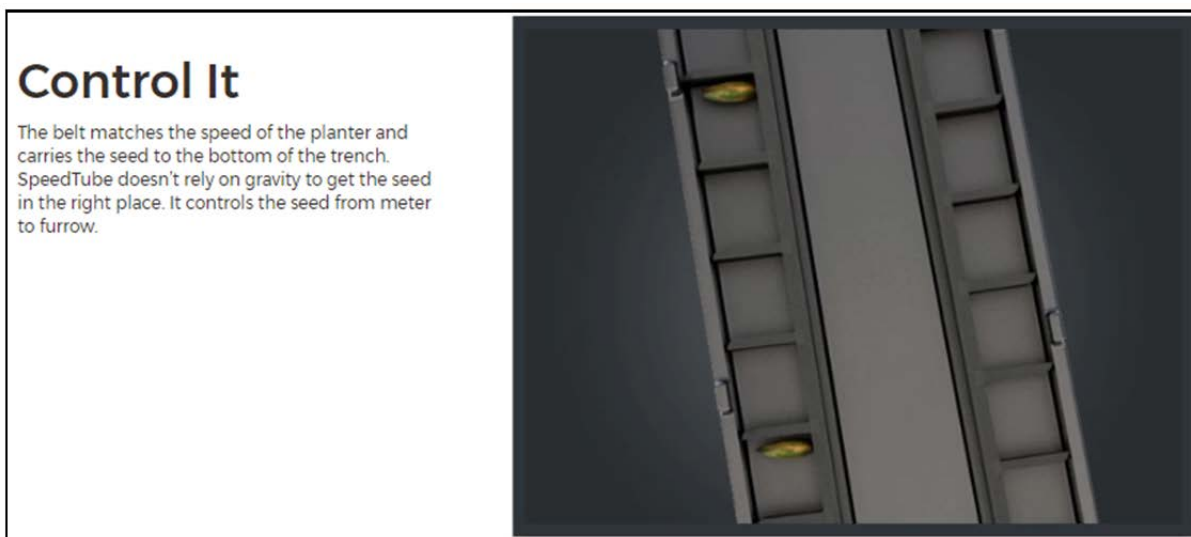 Control It
The belt matches the speed of the planter and
carries the seed to the bottom of the trench.
SpeedTube doesn't rely on gravity to get the seed
in the right place. It controls the seed from meter
to furrow.